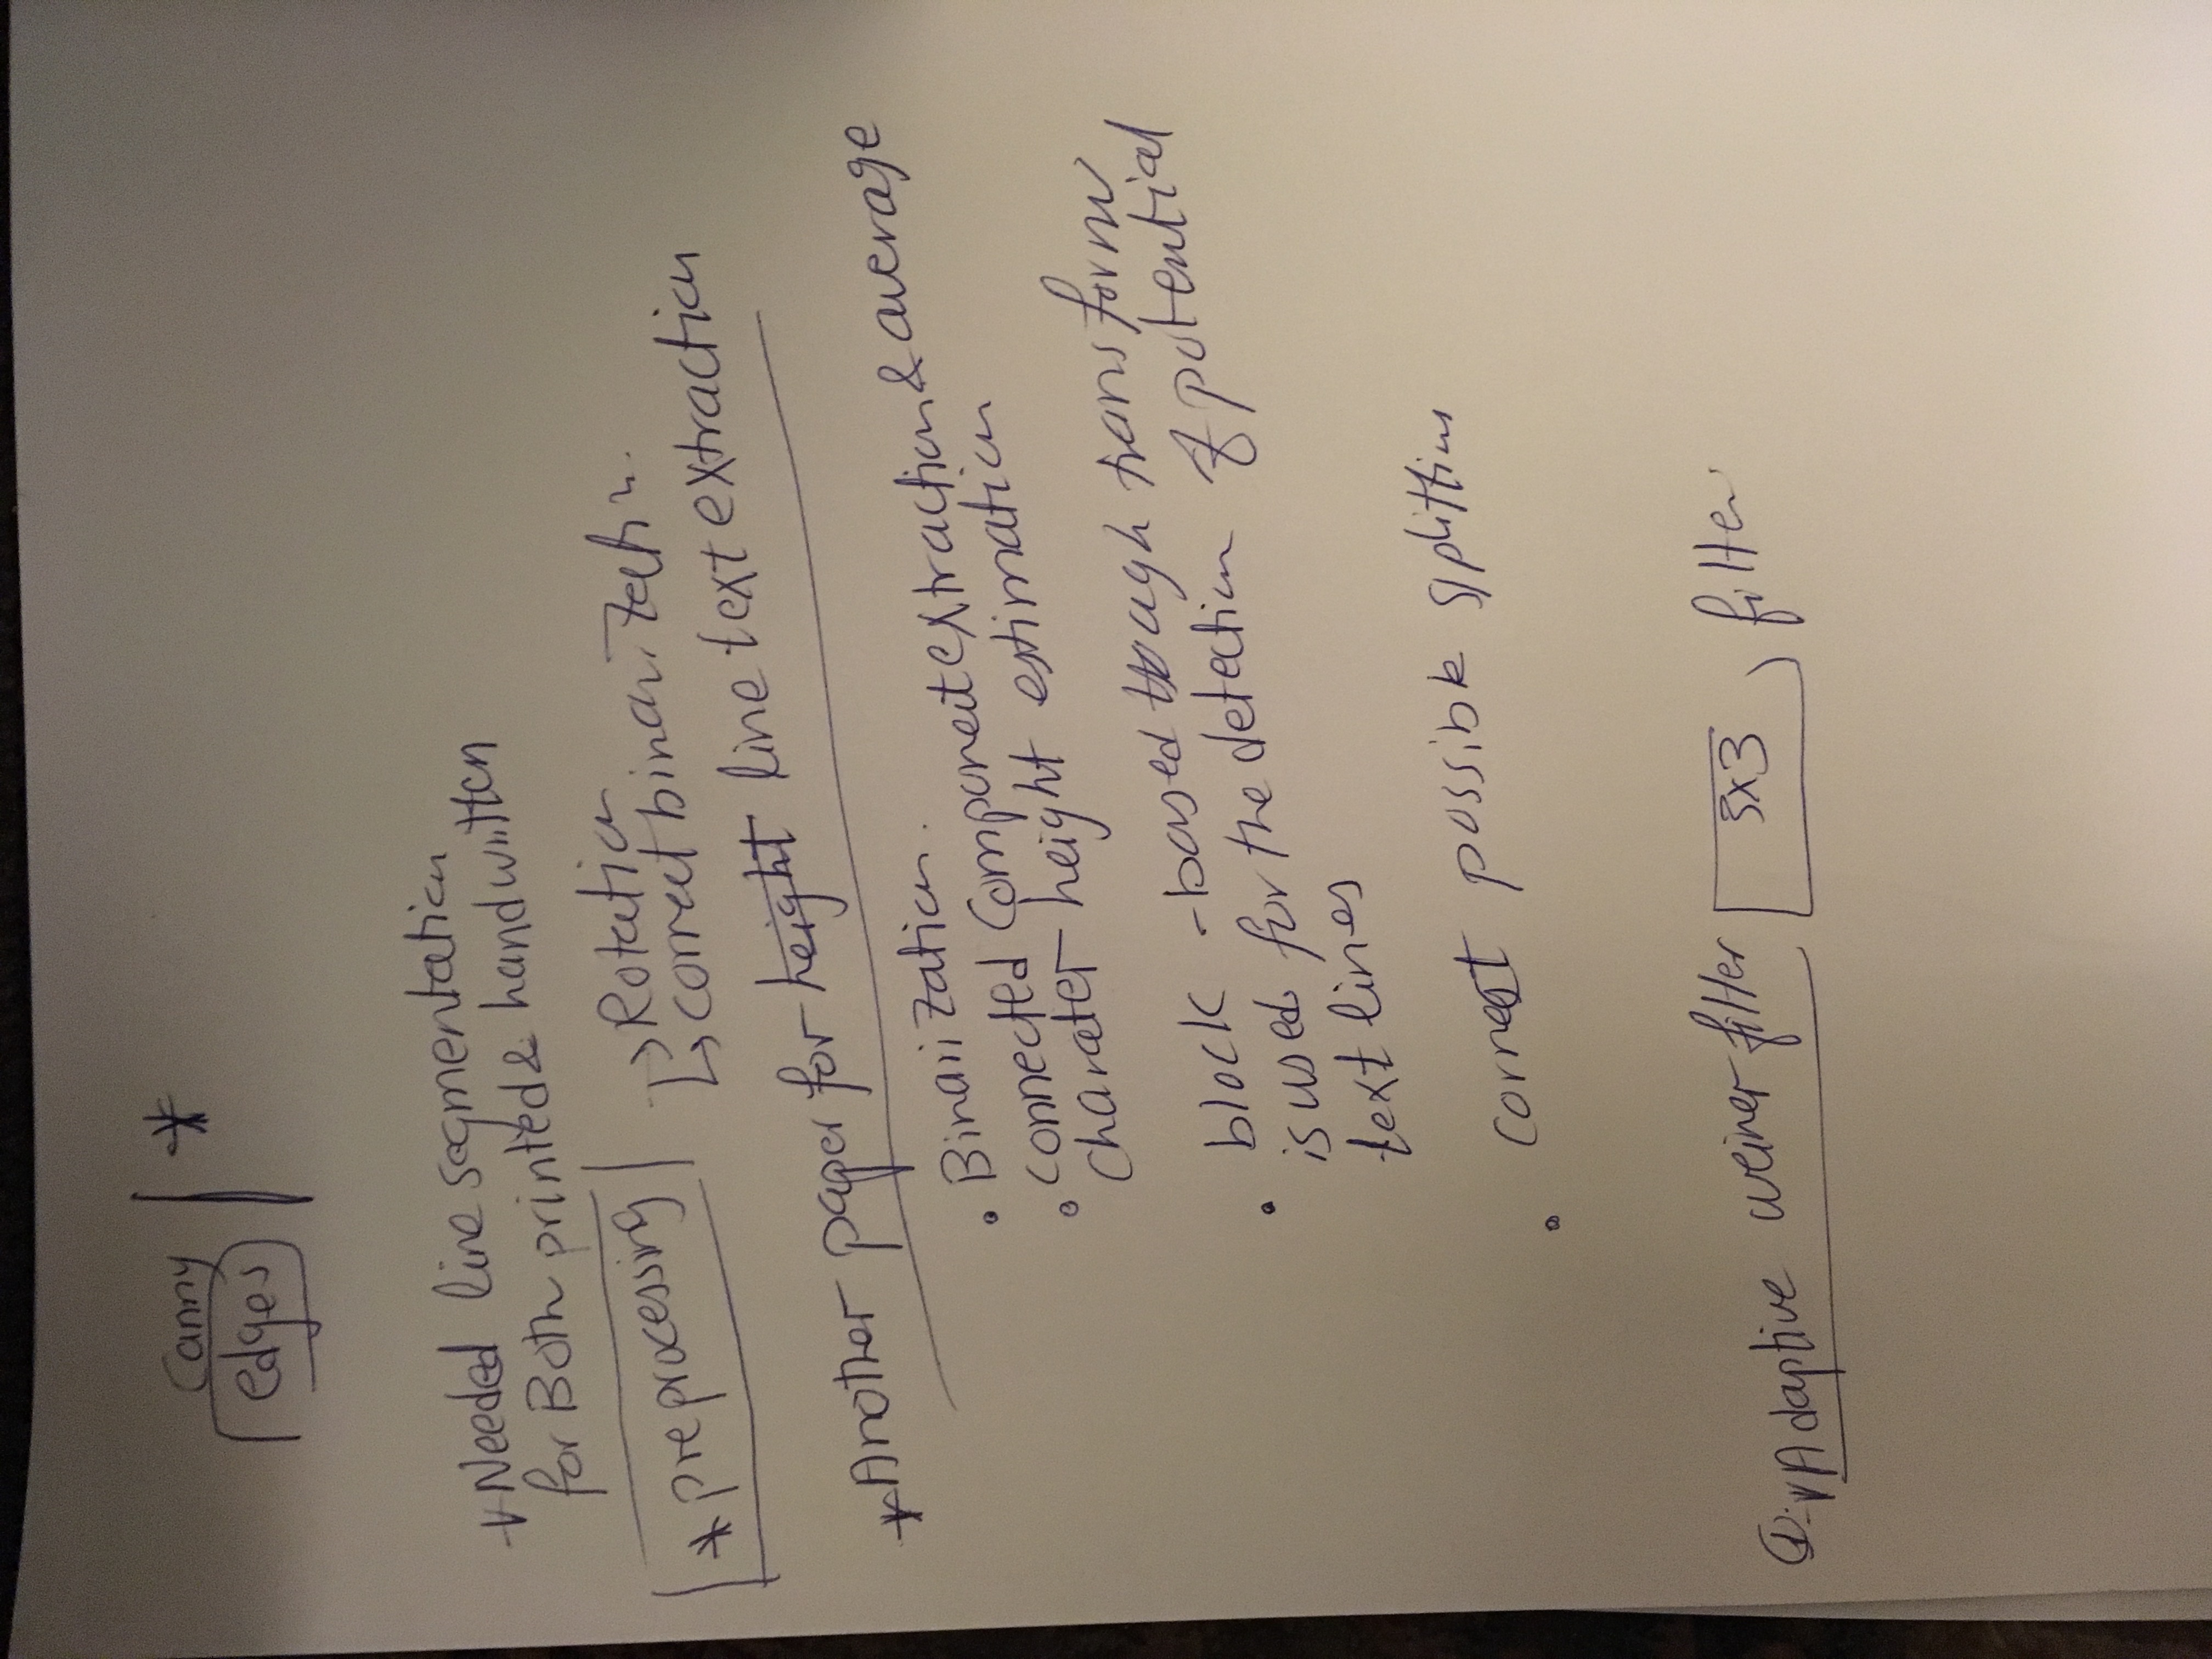 Canny | *
edges
* Needed line segmentation
for Both printed & handwritten
* preprocessing
→ Rotation
↳ correct binarization.
* Another paper for height line text extraction
• Binarization.
• connected component extraction & average
charater height estimation
• block-based Hough transform
is used for the detection of potential
text lines
• correct possible splitting
①: * Adaptive weiner filter 3x3 filter